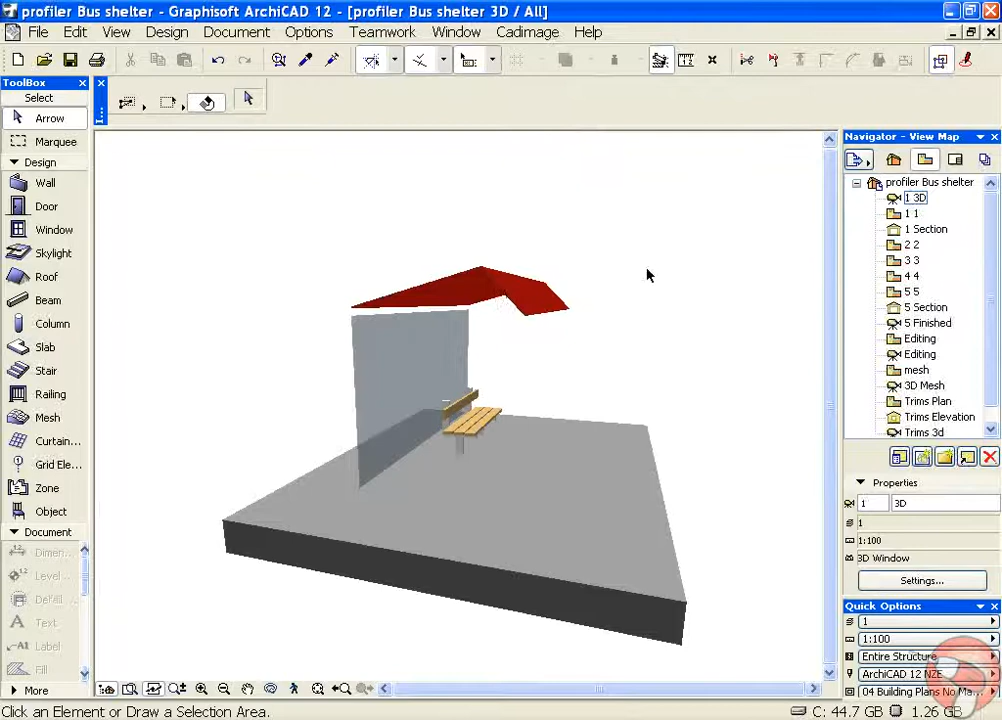 profiler Bus shelter - Graphisoft ArchiCAD 12 - [profiler Bus shelter 3D / All]
File Edit View Design Document Options Teamwork Window Cadimage Help
ToolBox
Select
Arrow
Marquee
Design
Wall
Door
Window
Skylight
Roof
Beam
Column
Slab
Stair
Railing
Mesh
Curtain...
Grid Ele...
Zone
Object
Document
Dimen...
Level ...
Detail ...
Text
Label
Fill
More
Navigator - View Map
profiler Bus shelter
1 3D
1 1
1 Section
2 2
3 3
4 4
5 5
5 Section
5 Finished
Editing
Editing
mesh
3D Mesh
Trims Plan
Trims Elevation
Trims 3d
Properties
1 3D
1
1:100
3D Window
Settings...
Quick Options
1
1:100
Entire Structure
ArchiCAD 12 NZE
04 Building Plans No Ma...
Click an Element or Draw a Selection Area.
C: 44.7 GB 1.26 GB